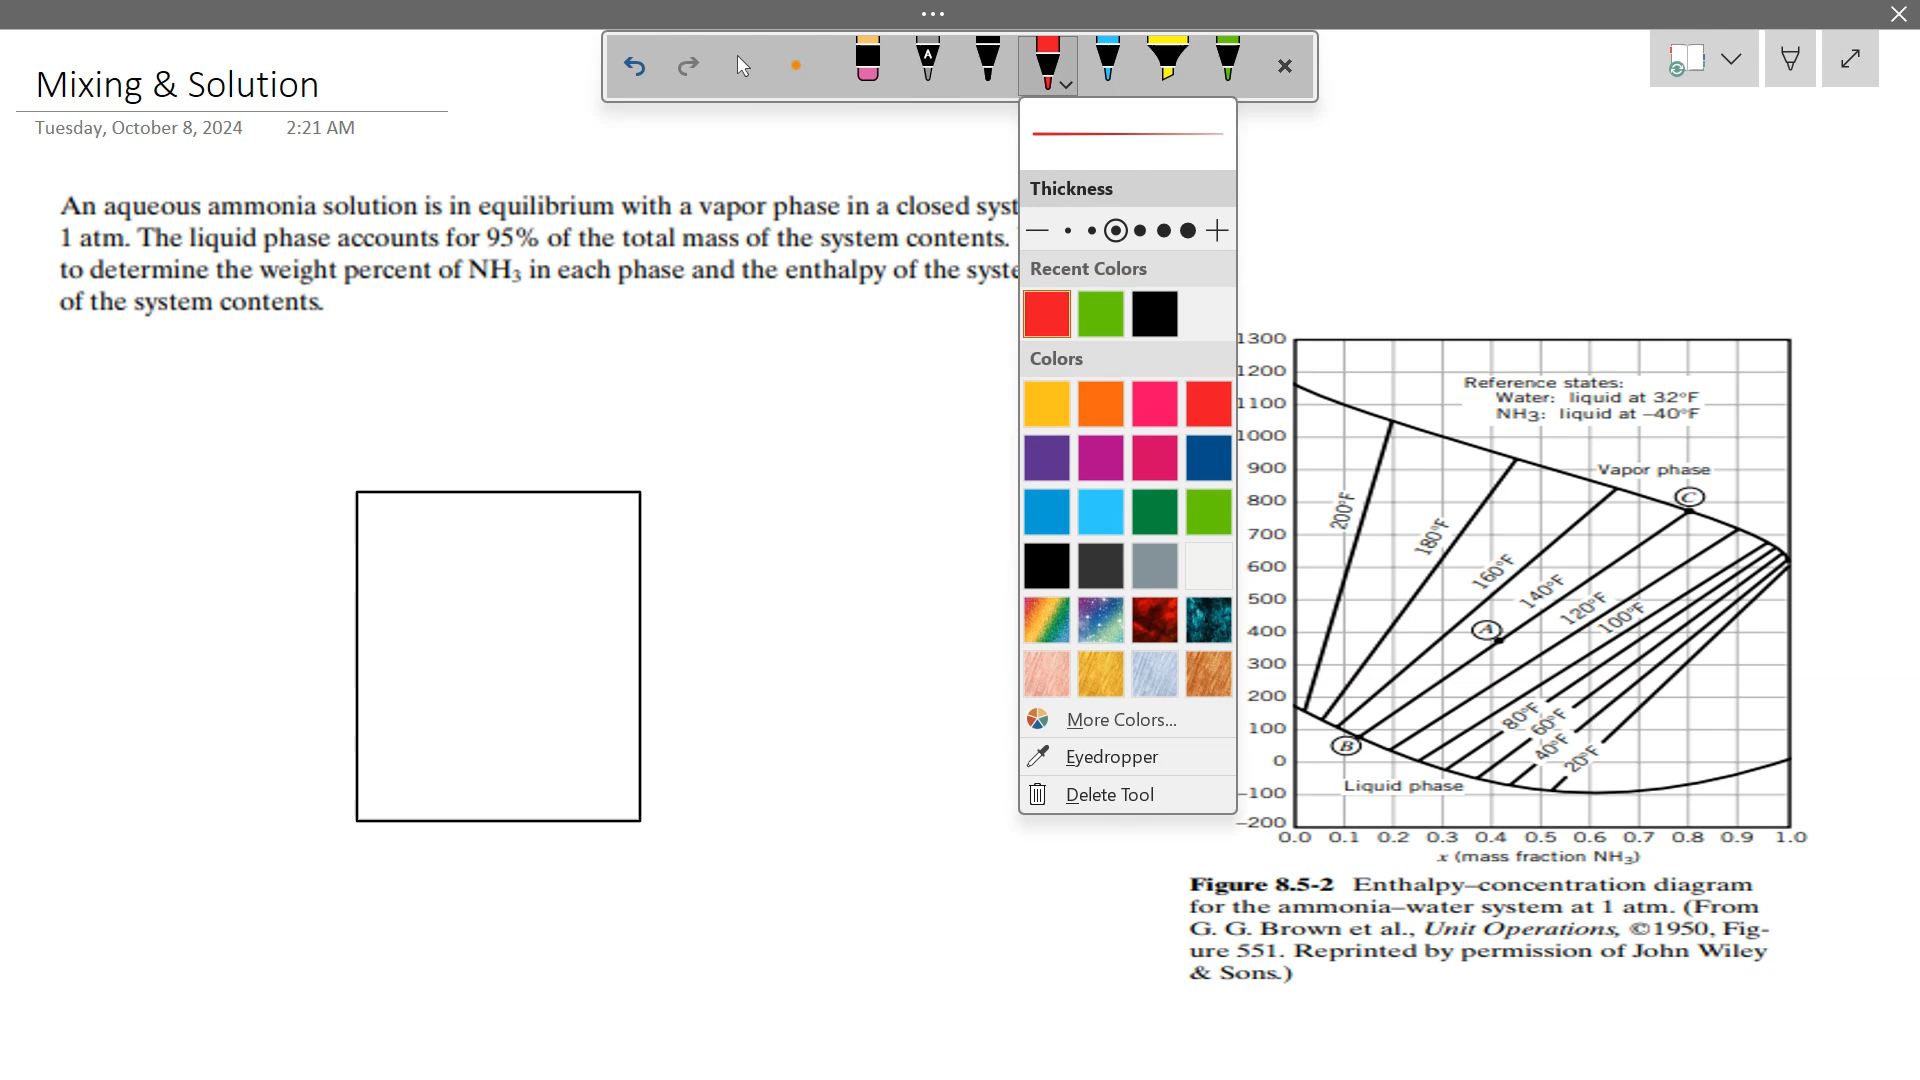 Mixing & Solution
Tuesday, October 8, 2024 2:21 AM
An aqueous ammonia solution is in equilibrium with a vapor phase in a closed syst
1 atm. The liquid phase accounts for 95% of the total mass of the system contents.
to determine the weight percent of NH3 in each phase and the enthalpy of the syste
of the system contents.
A
Thickness
Recent Colors
Colors
More Colors...
Eyedropper
Delete Tool
1300
1200
1100
1000
900
800
700
600
500
400
300
200
100
0
–100
–200
Reference states:
Water: liquid at 32°F
NH3: liquid at –40°F
Vapor phase
C
200°F
180°F
160°F
140°F
120°F
100°F
A
80°F
60°F
40°F
20°F
B
Liquid phase
0.0 0.1 0.2 0.3 0.4 0.5 0.6 0.7 0.8 0.9 1.0
x (mass fraction NH3)
Figure 8.5-2 Enthalpy–concentration diagram
for the ammonia–water system at 1 atm. (From
G. G. Brown et al., Unit Operations, ©1950, Fig-
ure 551. Reprinted by permission of John Wiley
& Sons.)